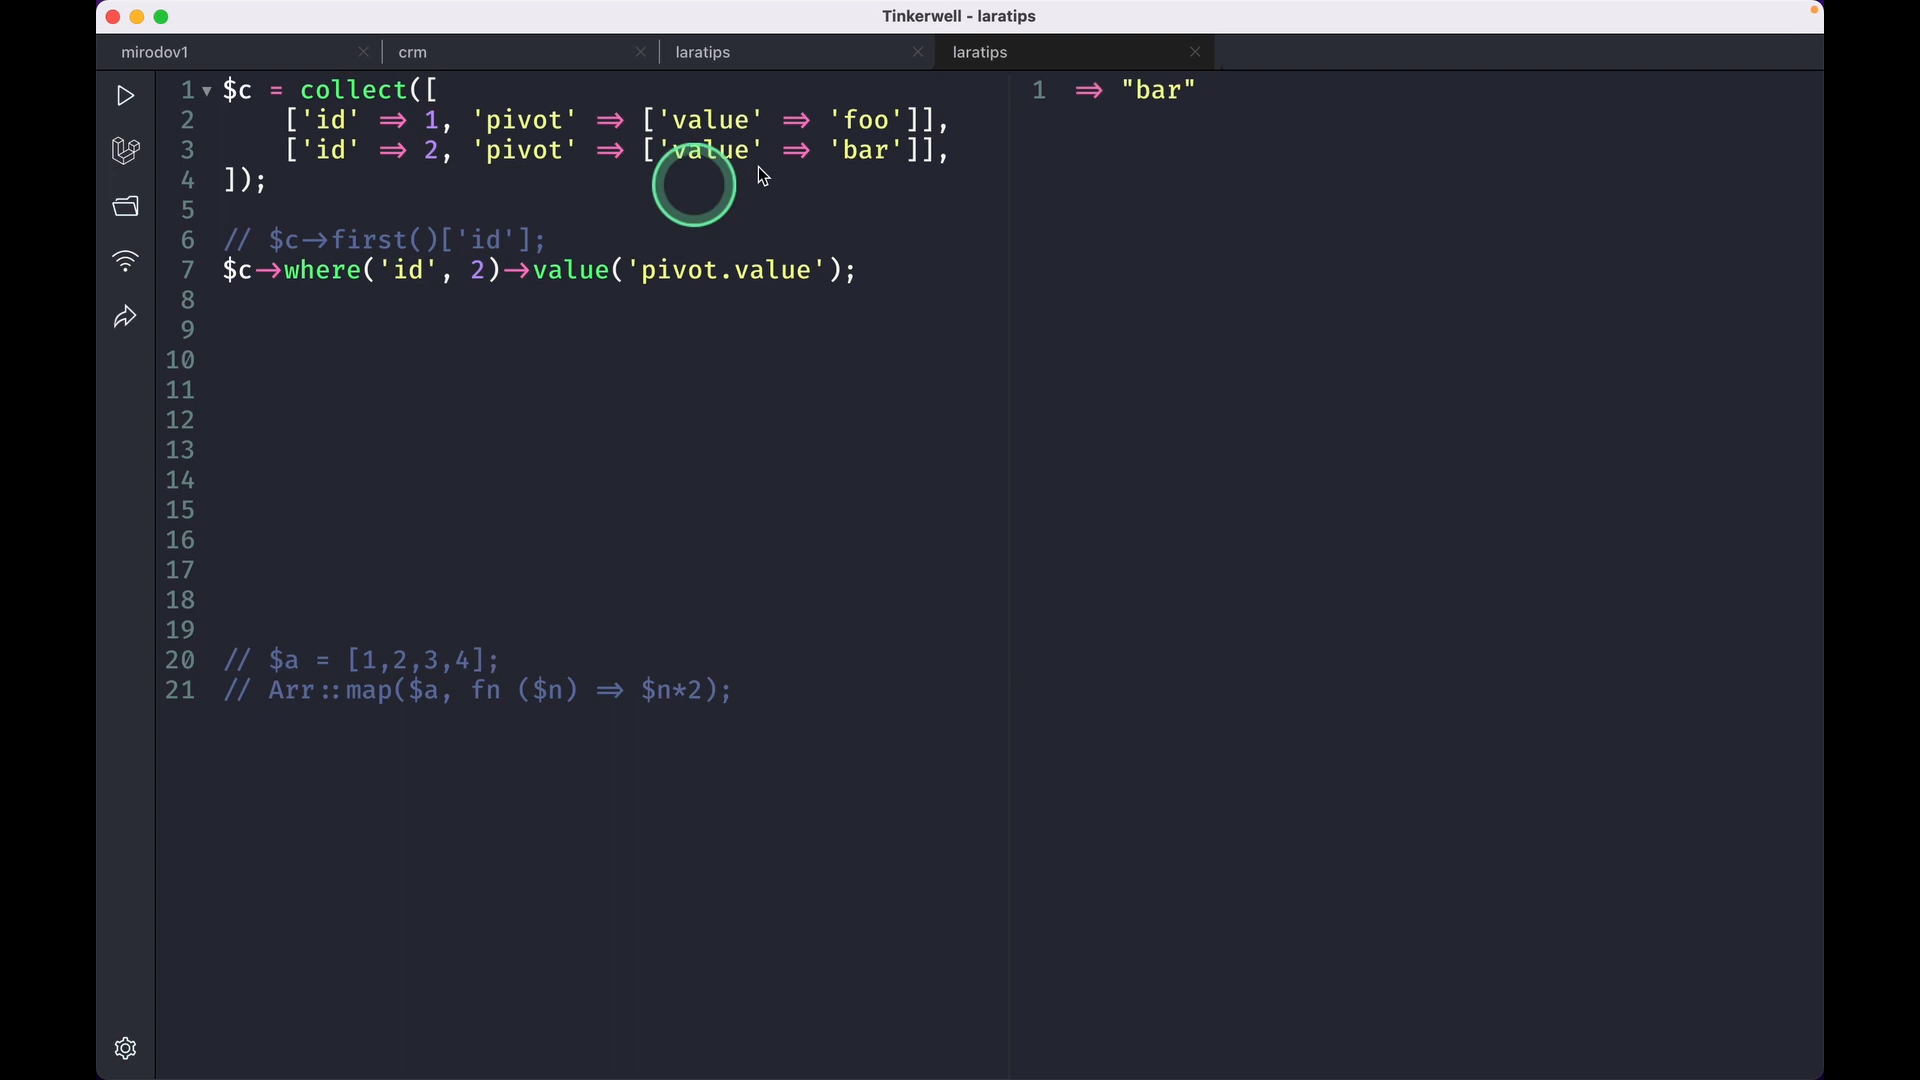 Tinkerwell - laratips
mirodov1
crm
laratips
laratips
1 $c = collect([
2 ['id' => 1, 'pivot' => ['value' => 'foo']],
3 ['id' => 2, 'pivot' => ['value' => 'bar']],
4 ]);
5
6 // $c->first()['id'];
7 $c->where('id', 2)->value('pivot.value');
8
9
10
11
12
13
14
15
16
17
18
19
20 // $a = [1,2,3,4];
21 // Arr::map($a, fn ($n) => $n*2);
1 => "bar"